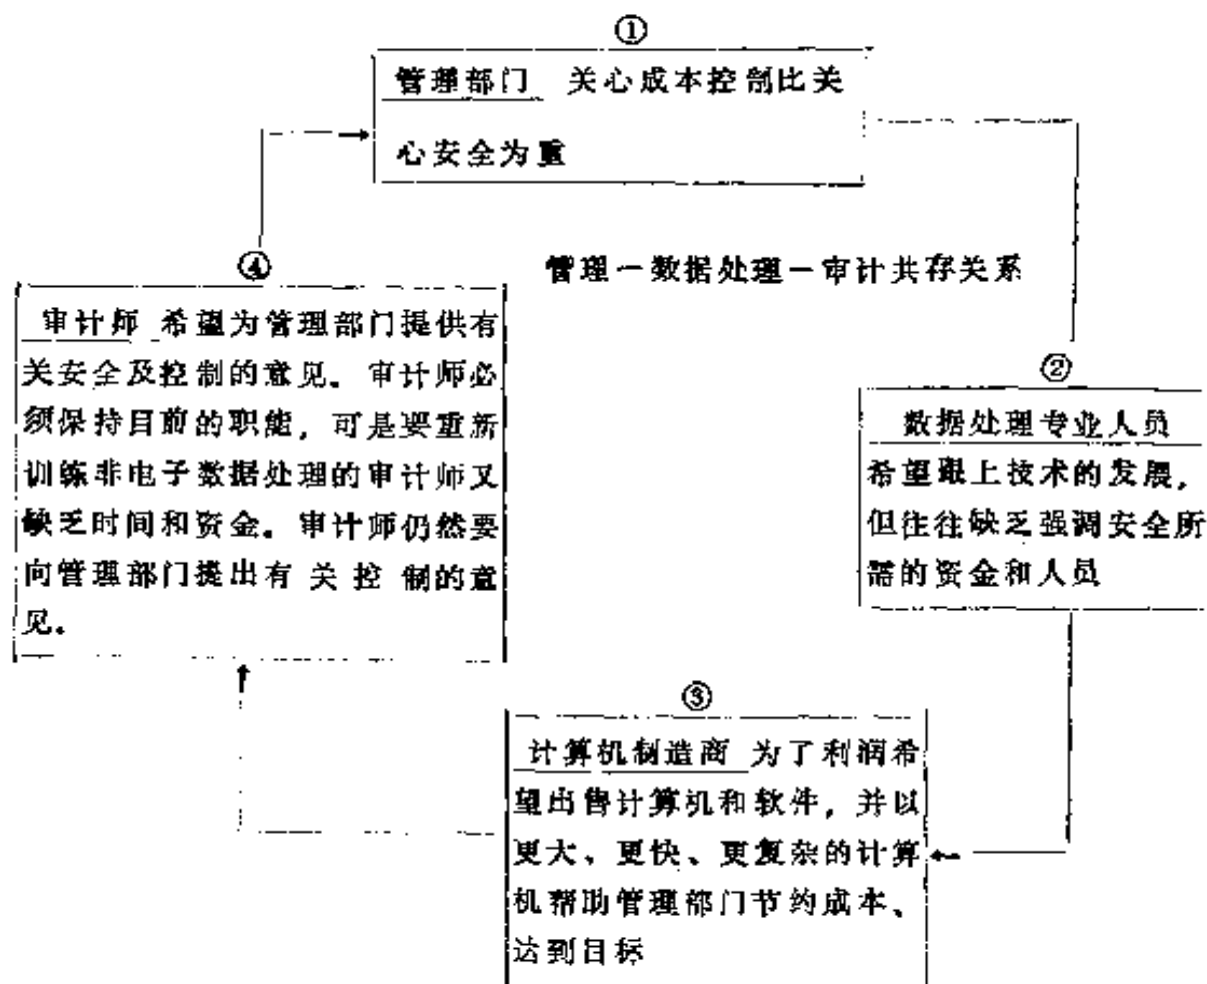 ①
管理部门 关心成本控制比关
心安全为重
管理—数据处理—审计共存关系
②
数据处理专业人员
希望跟上技术的发展，
但往往缺乏强调安全所
需的资金和人员
③
计算机制造商 为了利润希
望出售计算机和软件，并以
更大、更快、更复杂的计算
机帮助管理部门节约成本、
达到目标
④
审计师 希望为管理部门提供有
关安全及控制的意见。审计师必
须保持目前的职能，可是要重新
训练非电子数据处理的审计师又
缺乏时间和资金。审计师仍然要
向管理部门提出有关控制的意
见。